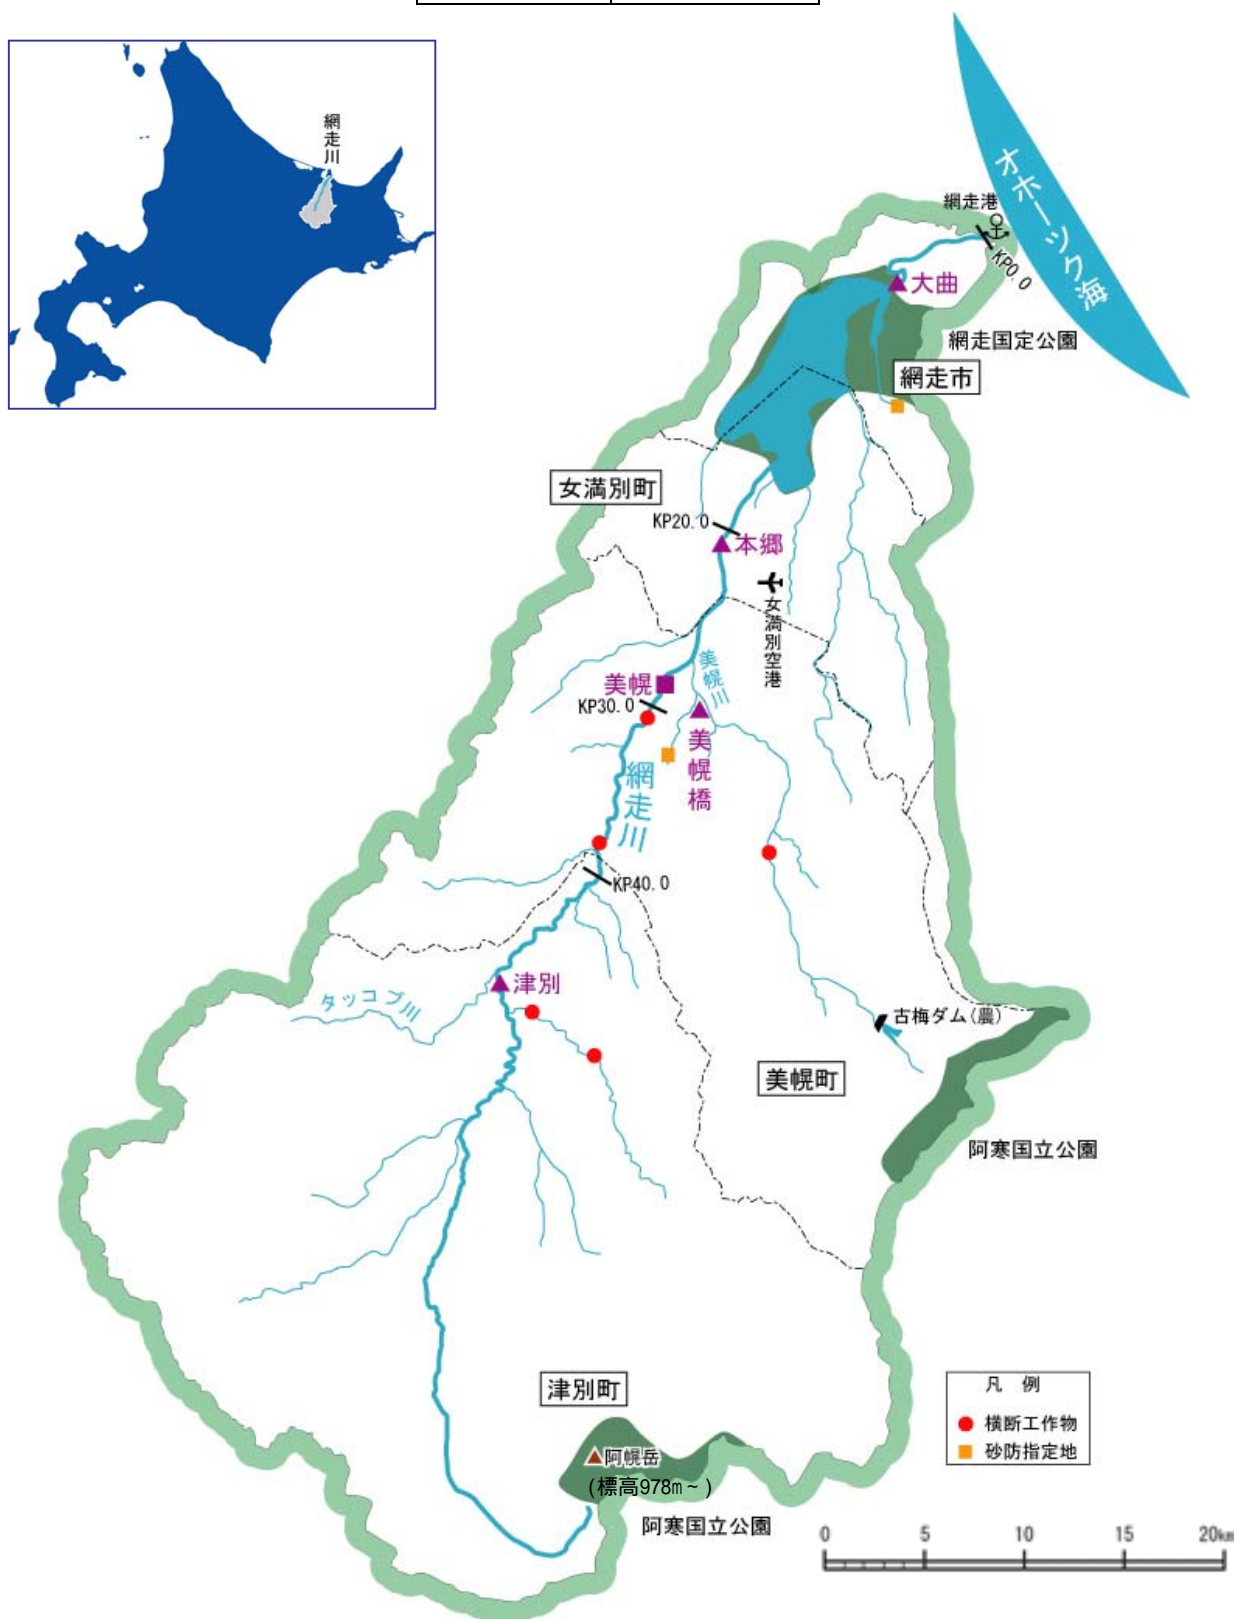 網走川
オホーツク海
網走港
KP0.0
大曲
網走国定公園
網走市
女満別町
KP20.0
本郷
女満別空港
美幌川
美幌
KP30.0
美幌橋
網走川
KP40.0
津別
タッコブ川
古梅ダム(農)
美幌町
阿寒国立公園
津別町
阿幌岳
(標高978m~)
阿寒国立公園
凡 例
横断工作物
砂防指定地
0 5 10 15 20km